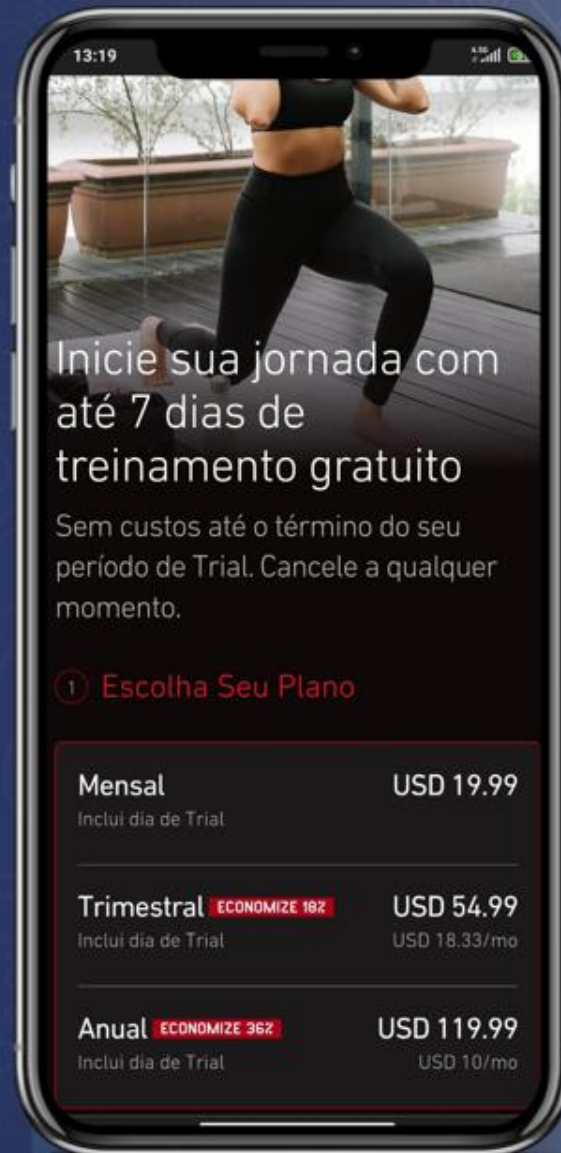 13:19
Inicie sua jornada com
até 7 dias de
treinamento gratuito
Sem custos até o término do seu
período de Trial. Cancele a qualquer
momento.
1 Escolha Seu Plano
Mensal USD 19.99
Inclui dia de Trial
Trimestral ECONOMIZE 18% USD 54.99
Inclui dia de Trial USD 18.33/mo
Anual ECONOMIZE 36% USD 119.99
Inclui dia de Trial USD 10/mo